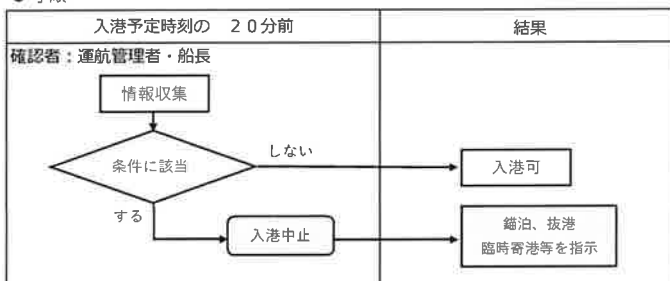 入港予定時刻の ２０分前
結果
確認者：運航管理者・船長
情報収集
条件に該当
しない
入港可
する
入港中止
錨泊、抜港
臨時寄港等を指示